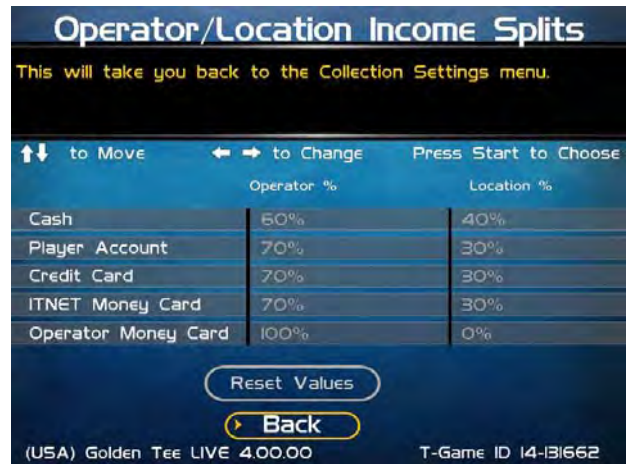 Operator/Location Income Splits
This will take you back to the Collection Settings menu.
to Move to Change Press Start to Choose
Operator % Location %
Cash 60% 40%
Player Account 70% 30%
Credit Card 70% 30%
ITNET Money Card 70% 30%
Operator Money Card 100% 0%
Reset Values
Back
(USA) Golden Tee LIVE 4.00.00 T-Game ID 14-131662